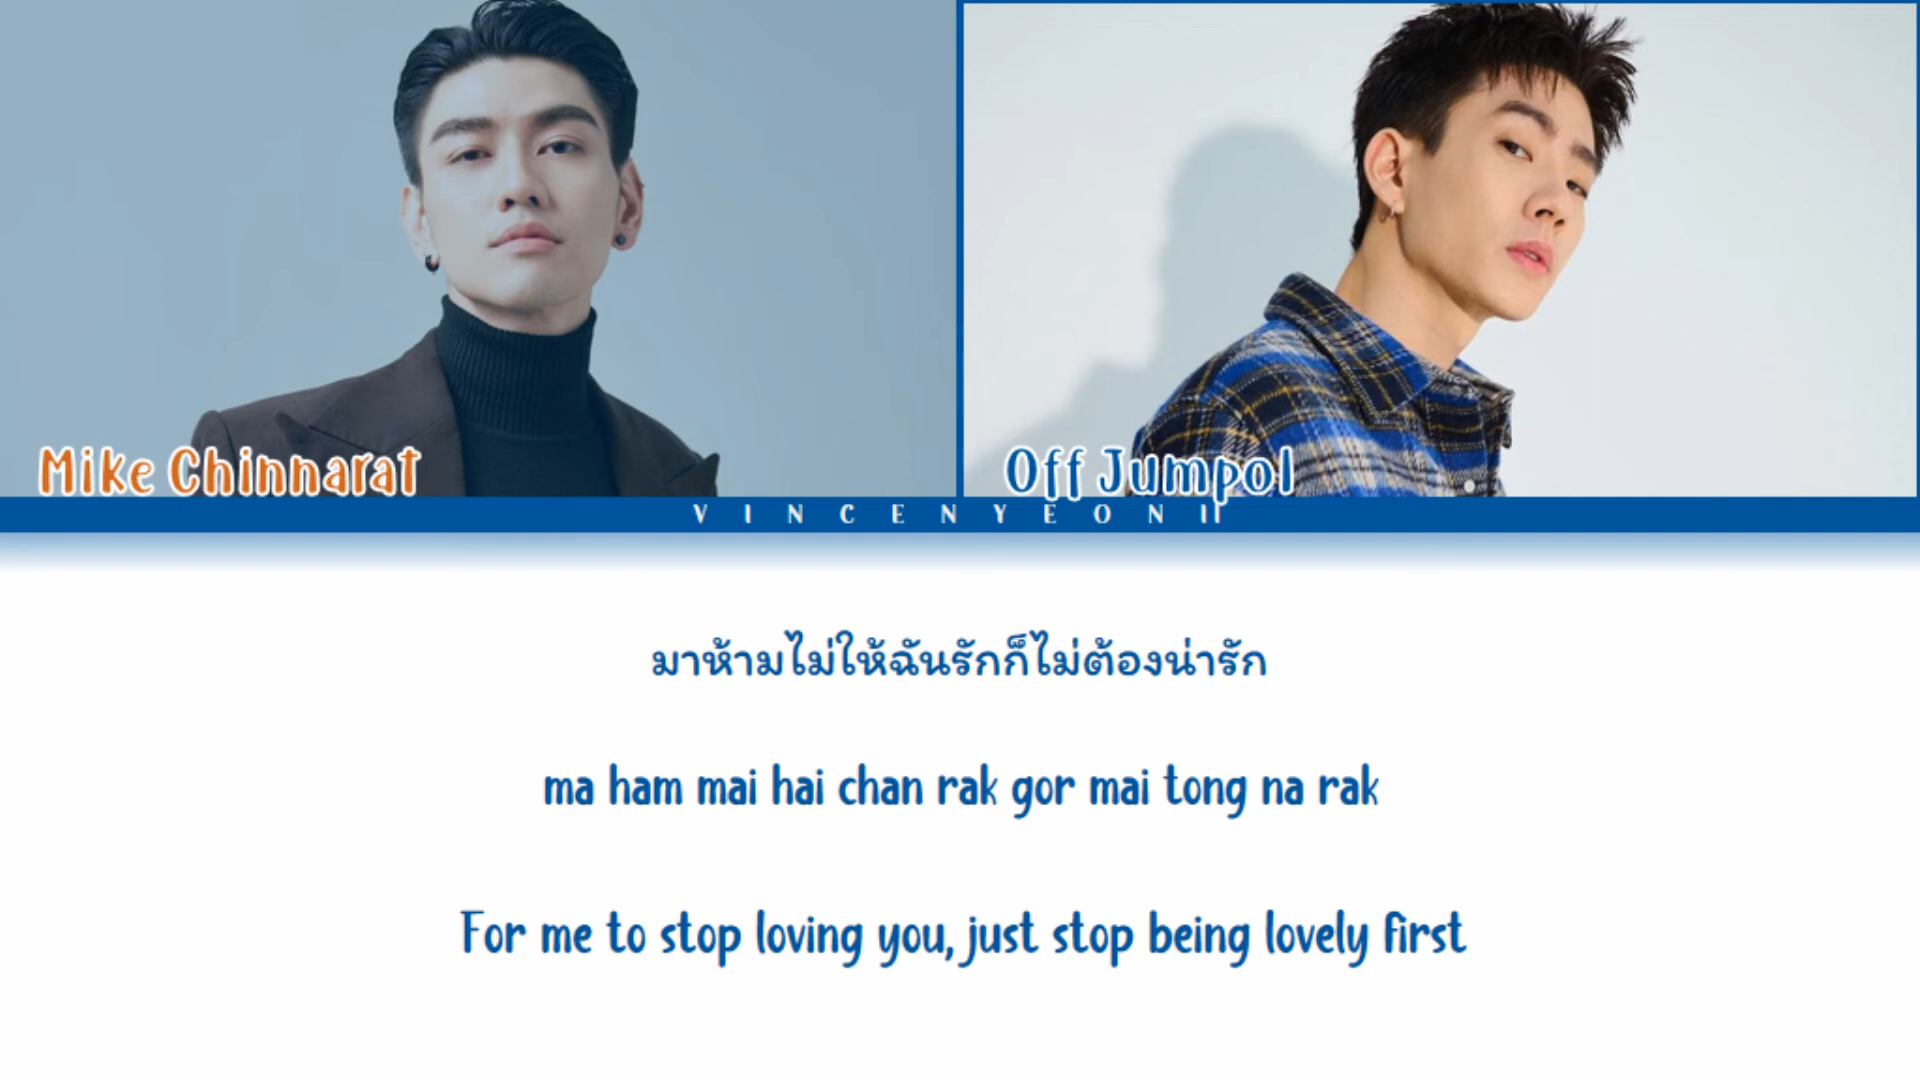 Mike Chinnarat
Off Jumpol
VINCENYEONII
มาห้ามไม่ให้ฉันรักก็ไม่ต้องน่ารัก
ma ham mai hai chan rak gor mai tong na rak
For me to stop loving you, just stop being lovely first